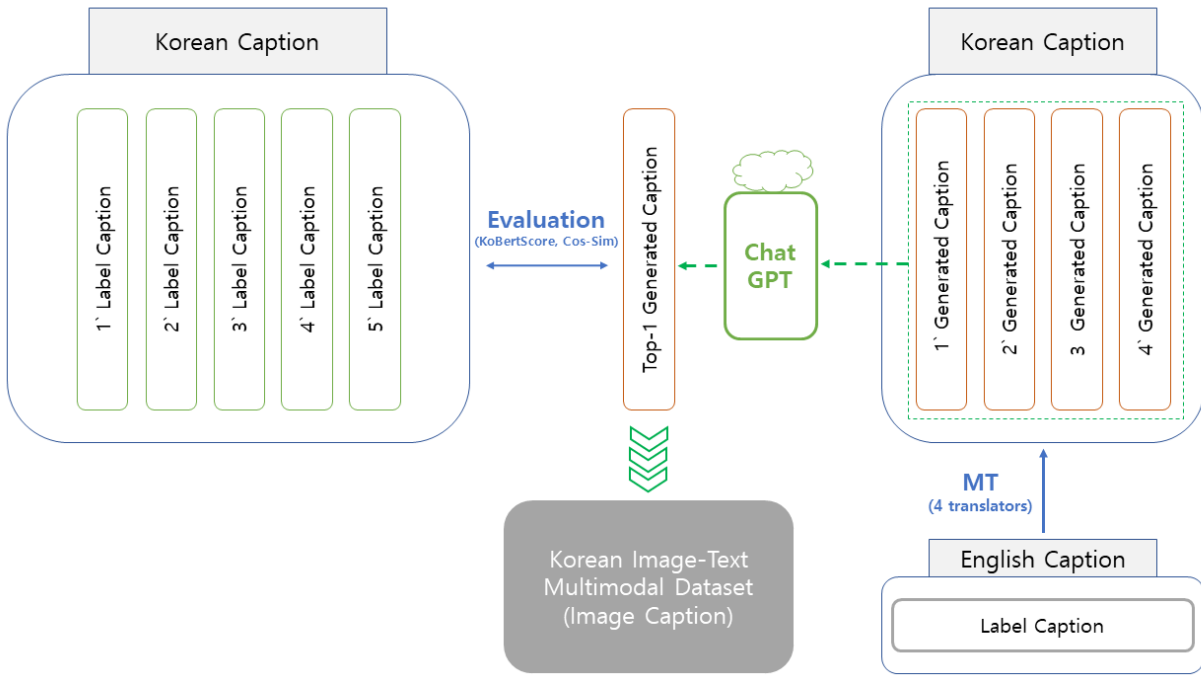 Korean Caption
1` Label Caption
2` Label Caption
3` Label Caption
4` Label Caption
5` Label Caption
Evaluation
(KoBertScore, Cos-Sim)
Top-1 Generated Caption
Chat
GPT
Korean Caption
1` Generated Caption
2` Generated Caption
3  Generated Caption
4` Generated Caption
MT
(4 translators)
English Caption
Label Caption
Korean Image-Text
Multimodal Dataset
(Image Caption)